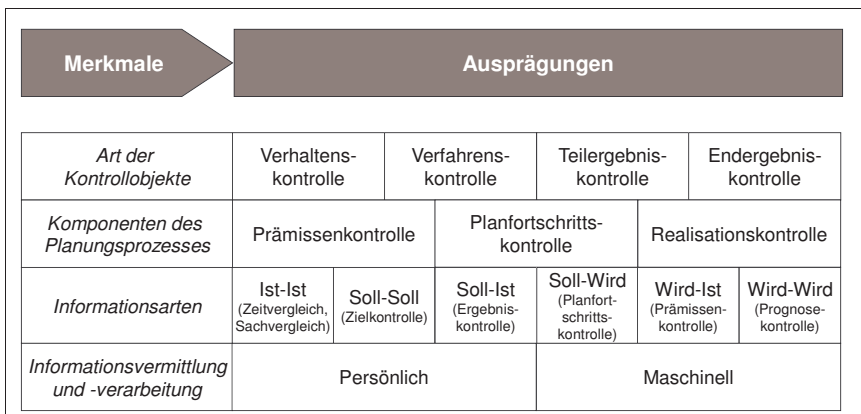 Merkmale
Ausprägungen
Art der
Kontrollobjekte
Verhaltens-
kontrolle
Verfahrens-
kontrolle
Teilergebnis-
kontrolle
Endergebnis-
kontrolle
Komponenten des
Planungsprozesses
Prämissenkontrolle
Planfortschritts-
kontrolle
Realisationskontrolle
Informationsarten
Ist-Ist
(Zeitvergleich,
Sachvergleich)
Soll-Soll
(Zielkontrolle)
Soll-Ist
(Ergebnis-
kontrolle)
Soll-Wird
(Planfort-
schritts-
kontrolle)
Wird-Ist
(Prämissen-
kontrolle)
Wird-Wird
(Prognose-
kontrolle)
Informationsvermittlung
und -verarbeitung
Persönlich
Maschinell